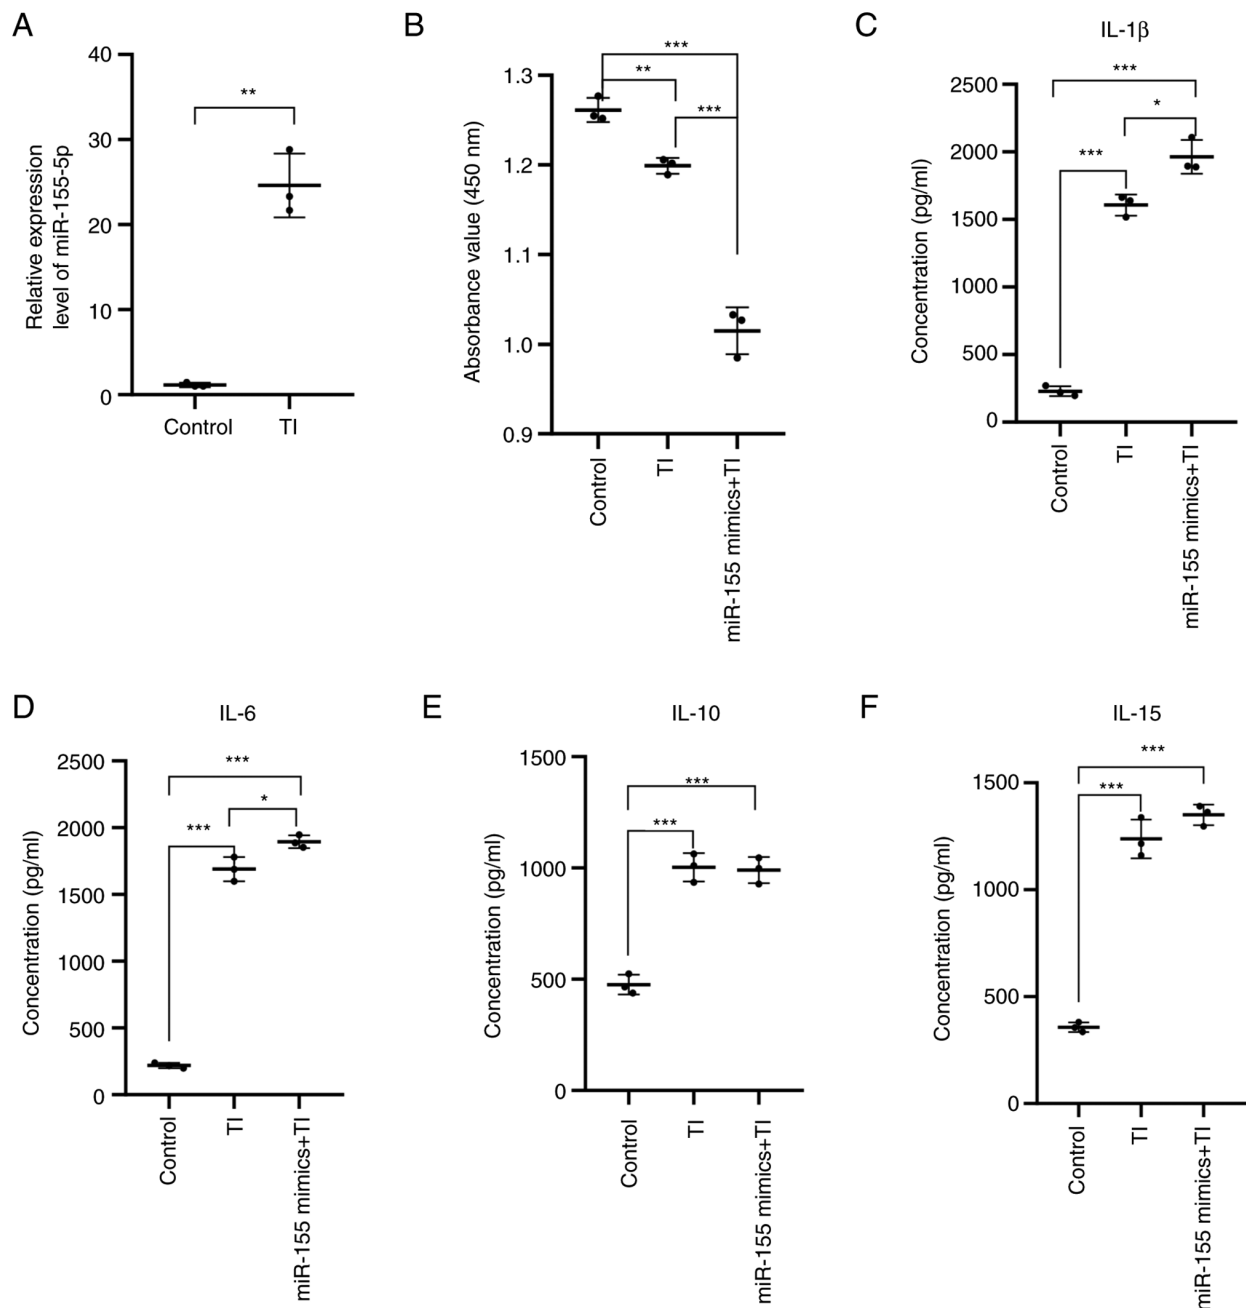 A
40
30
20
10
0
Relative expression
level of miR-155-5p
**
Control
TI
B
1.3
1.2
1.1
1.0
0.9
Absorbance value (450 nm)
***
**
***
Control
TI
miR-155 mimics+TI
C
IL-1β
2500
2000
1500
1000
500
0
Concentration (pg/ml)
***
*
***
Control
TI
miR-155 mimics+TI
D
IL-6
2500
2000
1500
1000
500
0
Concentration (pg/ml)
***
*
***
Control
TI
miR-155 mimics+TI
E
IL-10
1500
1000
500
0
Concentration (pg/ml)
***
***
Control
TI
miR-155 mimics+TI
F
IL-15
1500
1000
500
0
Concentration (pg/ml)
***
***
Control
TI
miR-155 mimics+TI